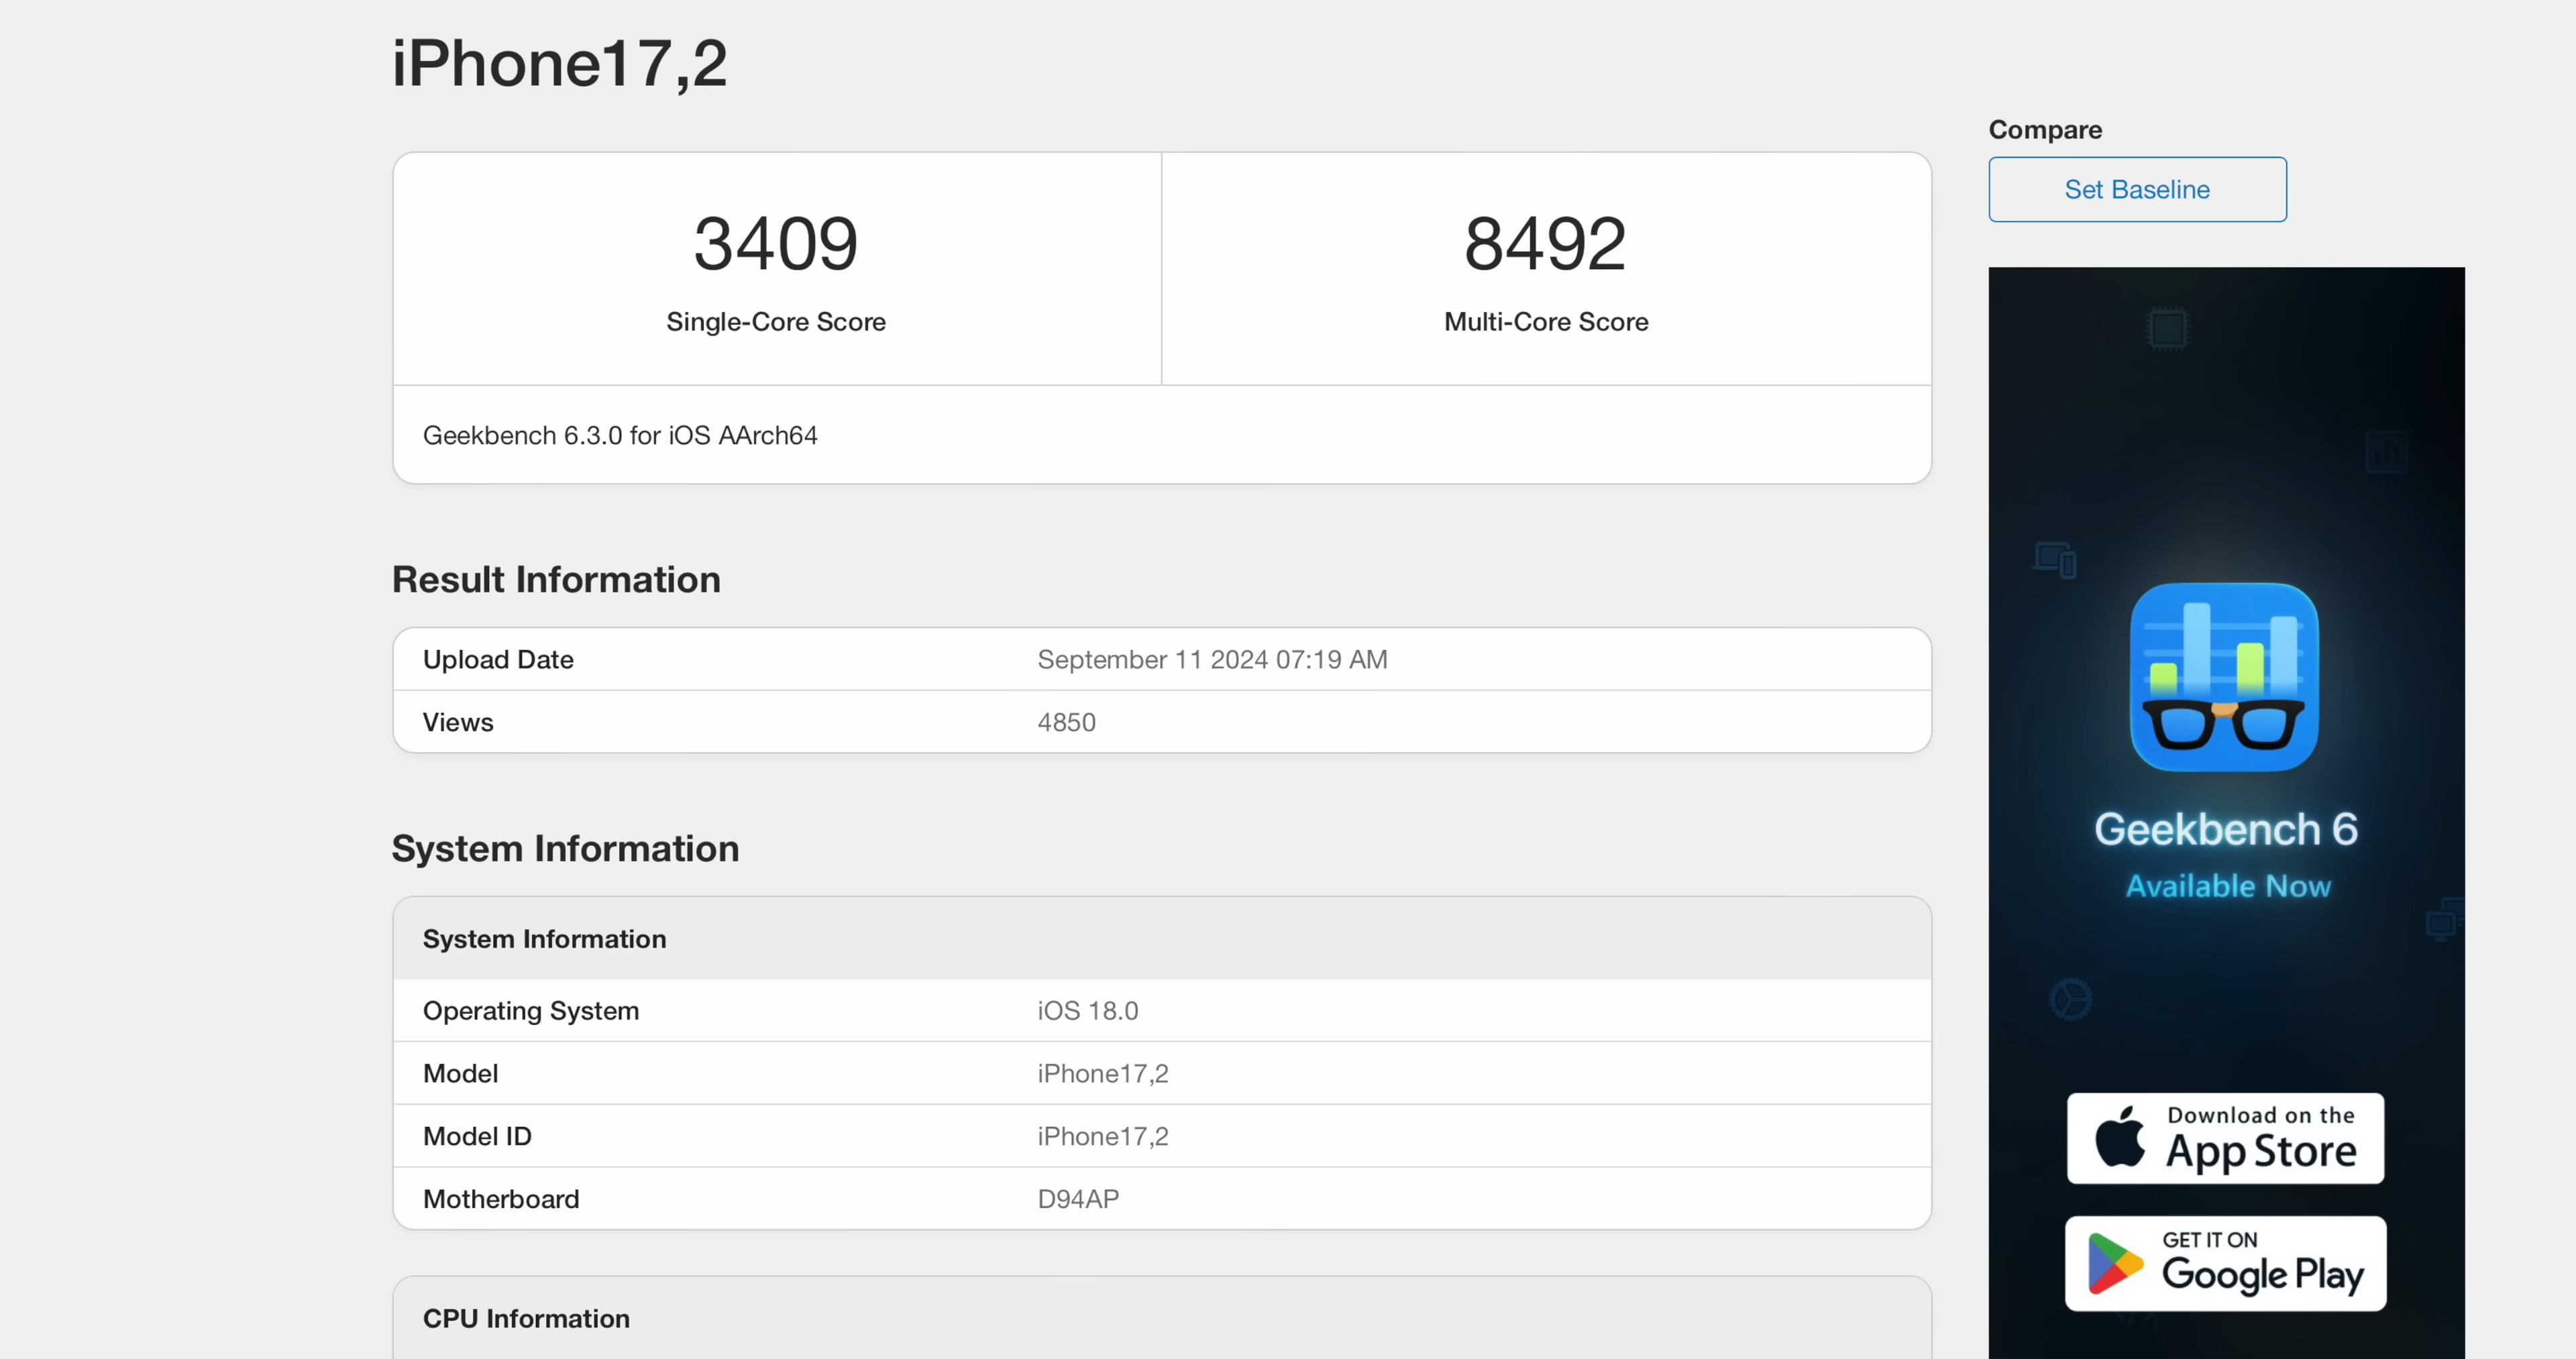 iPhone17,2
Compare
Set Baseline
3409
Single-Core Score
8492
Multi-Core Score
Geekbench 6.3.0 for iOS AArch64
Result Information
Upload Date September 11 2024 07:19 AM
Views 4850
System Information
System Information
Operating System iOS 18.0
Model iPhone17,2
Model ID iPhone17,2
Motherboard D94AP
CPU Information
Geekbench 6
Available Now
Download on the
App Store
GET IT ON
Google Play